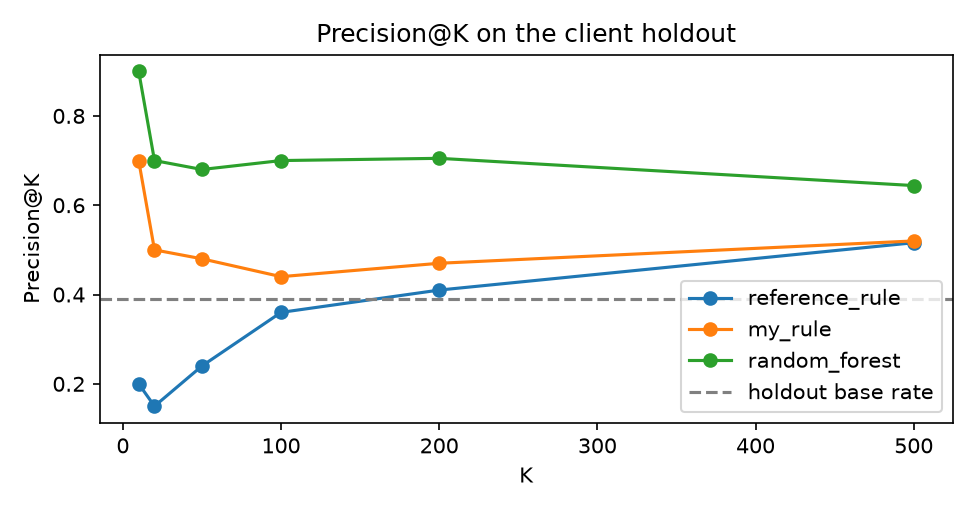 Precision@K on the client holdout
Precision@K
0.8
0.6
0.4
0.2
reference_rule
my_rule
random_forest
holdout base rate
0
100
200
300
400
500
K